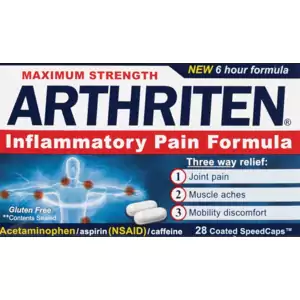 NEW 6 hour formula
MAXIMUM STRENGTH
ARTHRITEN®
Inflammatory Pain Formula
Three way relief:
1 Joint pain
2 Muscle aches
3 Mobility discomfort
Gluten Free
**Contents Sealed
Acetaminophen/aspirin (NSAID)/caffeine
28 Coated SpeedCaps™